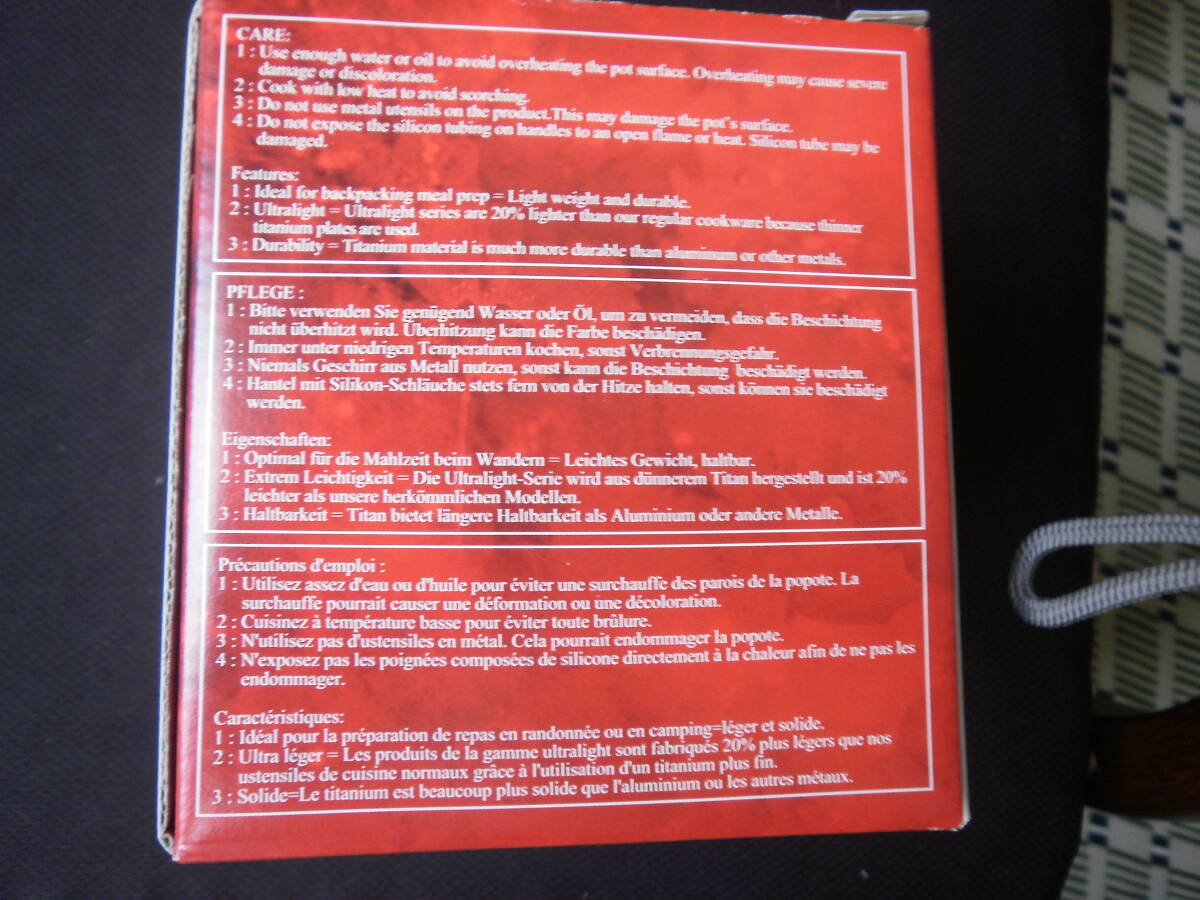 CARE:
1 : Use enough water or oil to avoid overheating the pot surface. Overheating may cause severe
damage or discoloration.
2 : Cook with low heat to avoid scorching.
3 : Do not use metal utensils on the product.This may damage the pot's surface.
4 : Do not expose the silicon tubing on handles to an open flame or heat. Silicon tube may be
damaged.
Features:
1 : Ideal for backpacking meal prep = Light weight and durable.
2 : Ultralight = Ultralight series are 20% lighter than our regular cookware because thinner
titanium plates are used.
3 : Durability = Titanium material is much more durable than aluminum or other metals.
PFLEGE :
1 : Bitte verwenden Sie genügend Wasser oder Öl, um zu vermeiden, dass die Beschichtung
nicht überhitzt wird. Überhitzung kann die Farbe beschädigen.
2 : Immer unter niedrigen Temperaturen kochen, sonst Verbrennungsgefahr.
3 : Niemals Geschirr aus Metall nutzen, sonst kann die Beschichtung beschädigt werden.
4 : Hantel mit Silikon-Schläuche stets fern von der Hitze halten, sonst können sie beschädigt
werden.
Eigenschaften:
1 : Optimal für die Mahlzeit beim Wandern = Leichtes Gewicht, haltbar.
2 : Extrem Leichtigkeit = Die Ultralight-Serie wird aus dünnerem Titan hergestellt und ist 20%
leichter als unsere herkömmlichen Modellen.
3 : Haltbarkeit = Titan bietet längere Haltbarkeit als Aluminium oder andere Metalle.
Précautions d'emploi :
1 : Utilisez assez d'eau ou d'huile pour éviter une surchauffe des parois de la popote. La
surchauffe pourrait causer une déformation ou une décoloration.
2 : Cuisinez à température basse pour éviter toute brûlure.
3 : N'utilisez pas d'ustensiles en métal. Cela pourrait endommager la popote.
4 : N'exposez pas les poignées composées de silicone directement à la chaleur afin de ne pas les
endommager.
Caractéristiques:
1 : Idéal pour la préparation de repas en randonnée ou en camping=léger et solide.
2 : Ultra léger = Les produits de la gamme ultralight sont fabriqués 20% plus légers que nos
ustensiles de cuisine normaux grâce à l'utilisation d'un titanium plus fin.
3 : Solide=Le titanium est beaucoup plus solide que l'aluminium ou les autres métaux.